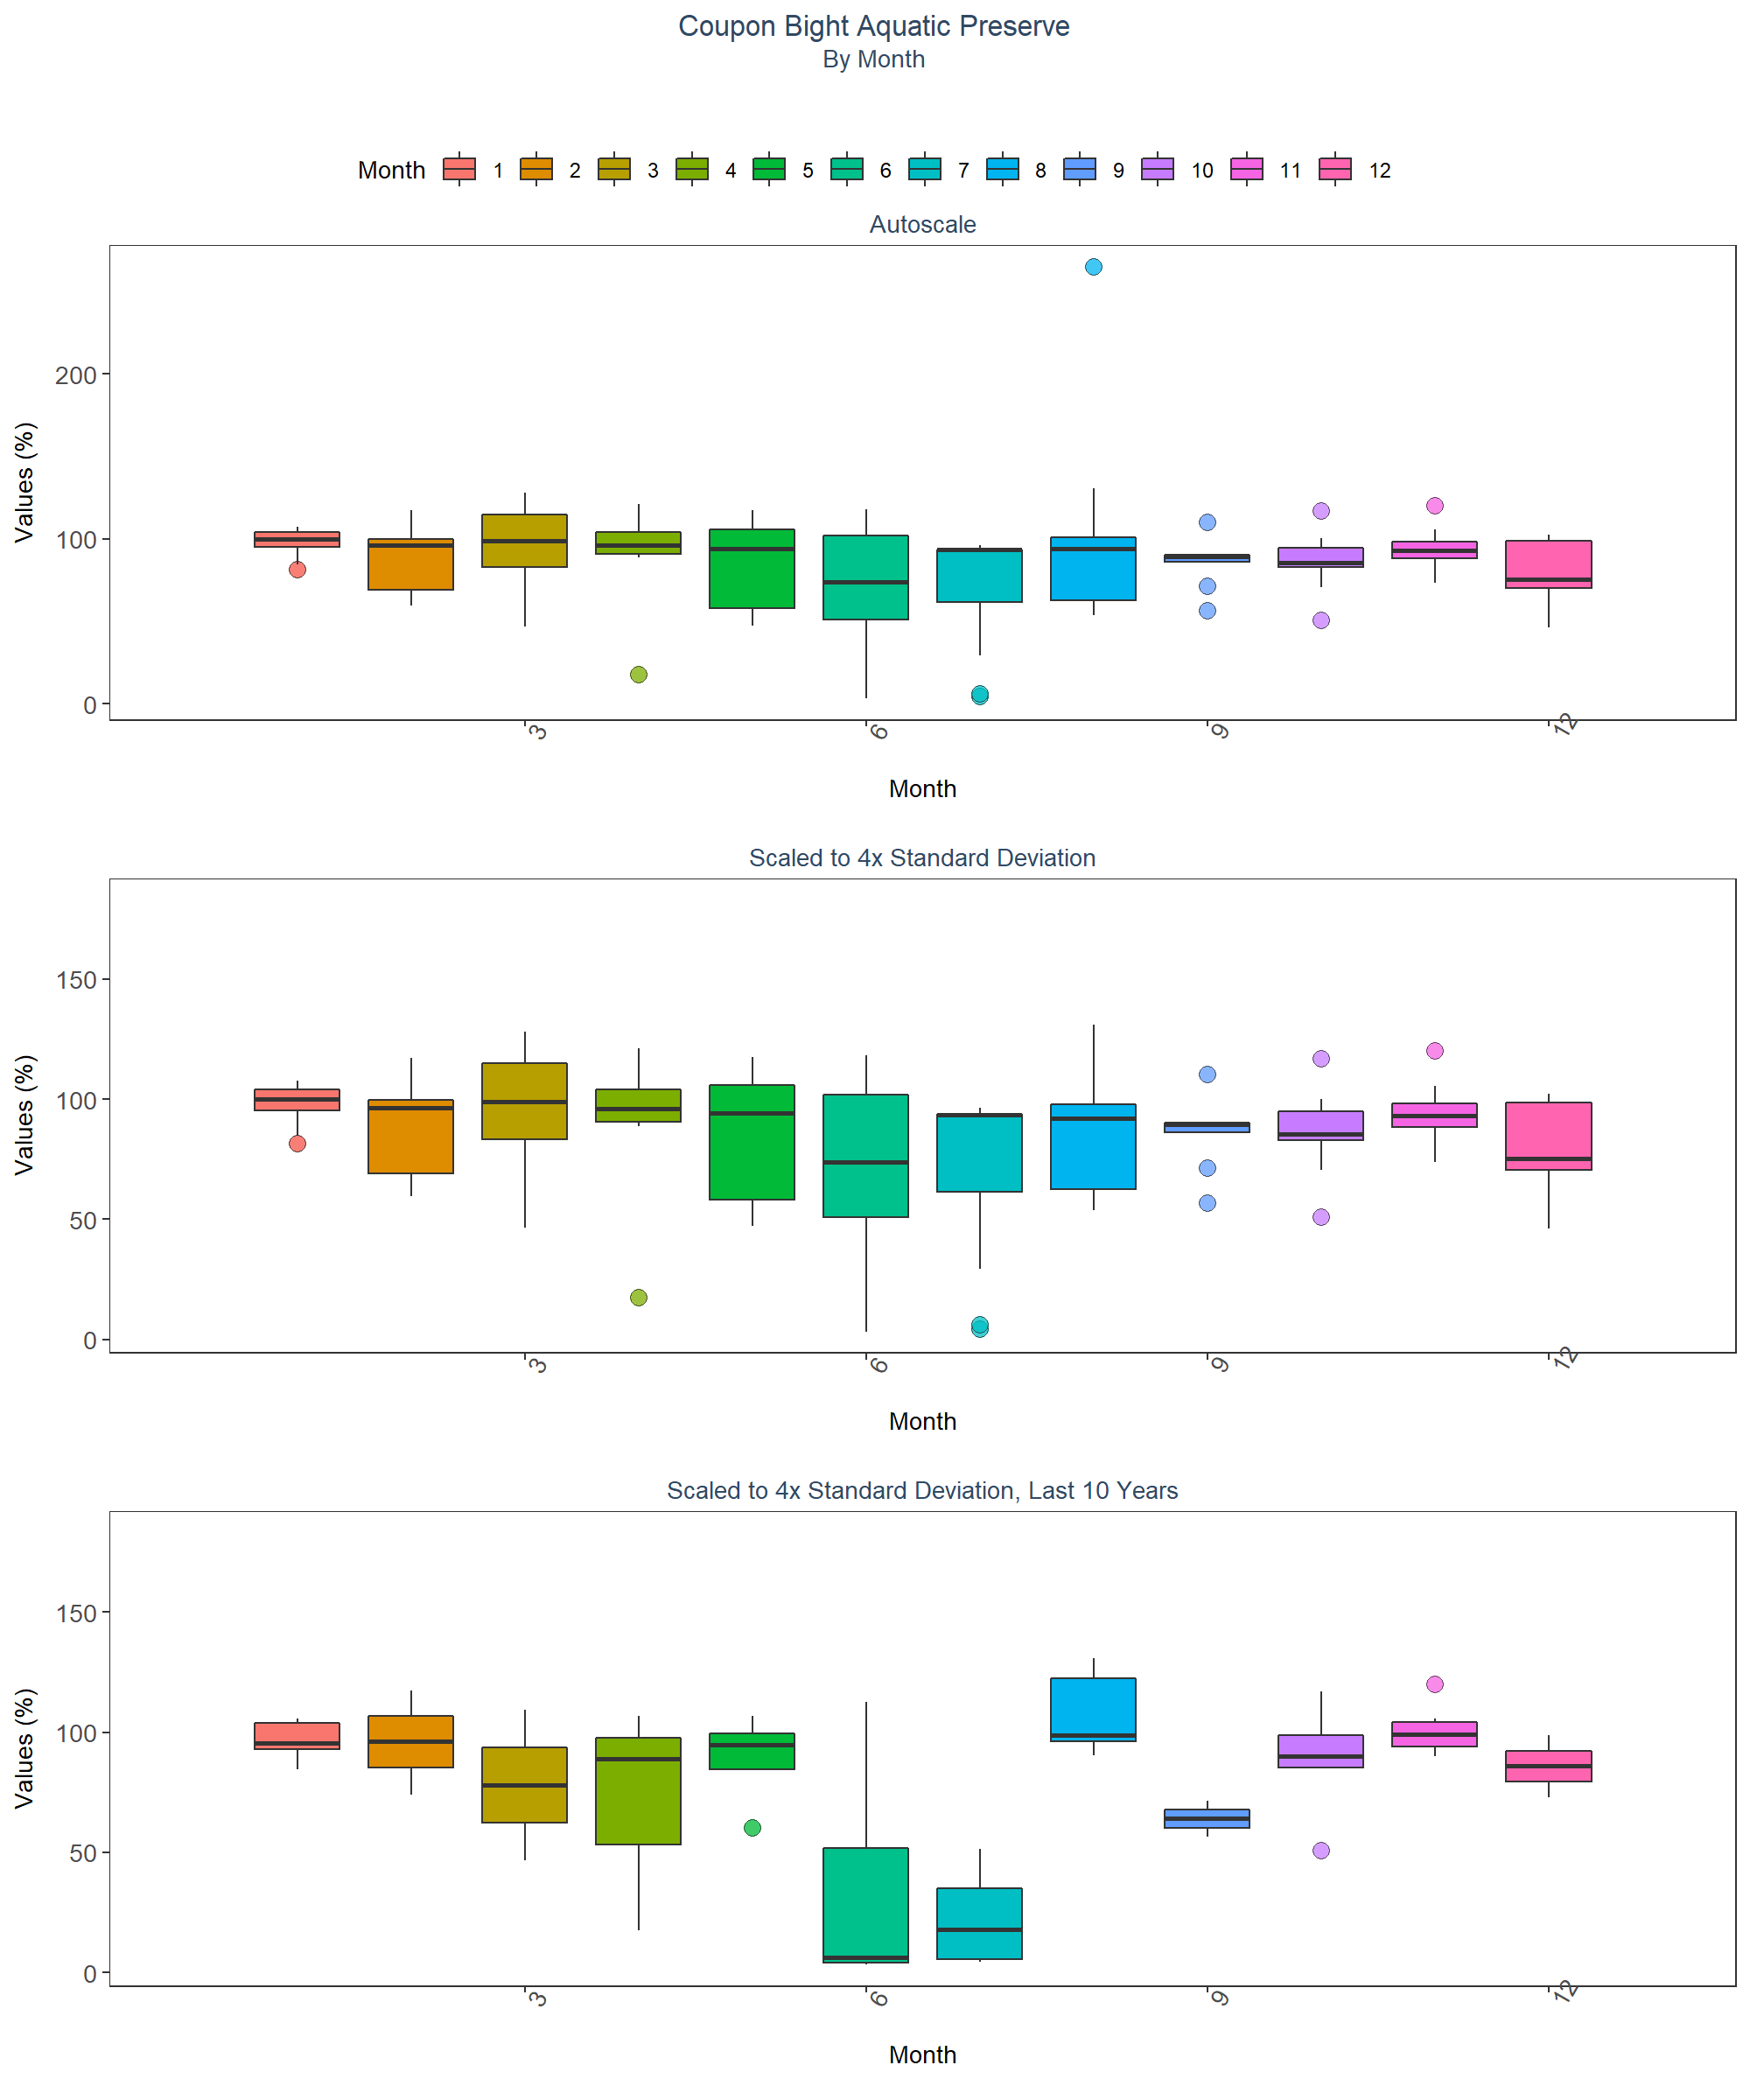 Coupon Bight Aquatic Preserve
By Month
Month 1 2 3 4 5 6 7 8 9 10 11 12
Autoscale
Values (%)
200
100
0
3 6 9 12
Month
Scaled to 4x Standard Deviation
Values (%)
150
100
50
0
3 6 9 12
Month
Scaled to 4x Standard Deviation, Last 10 Years
Values (%)
150
100
50
0
3 6 9 12
Month